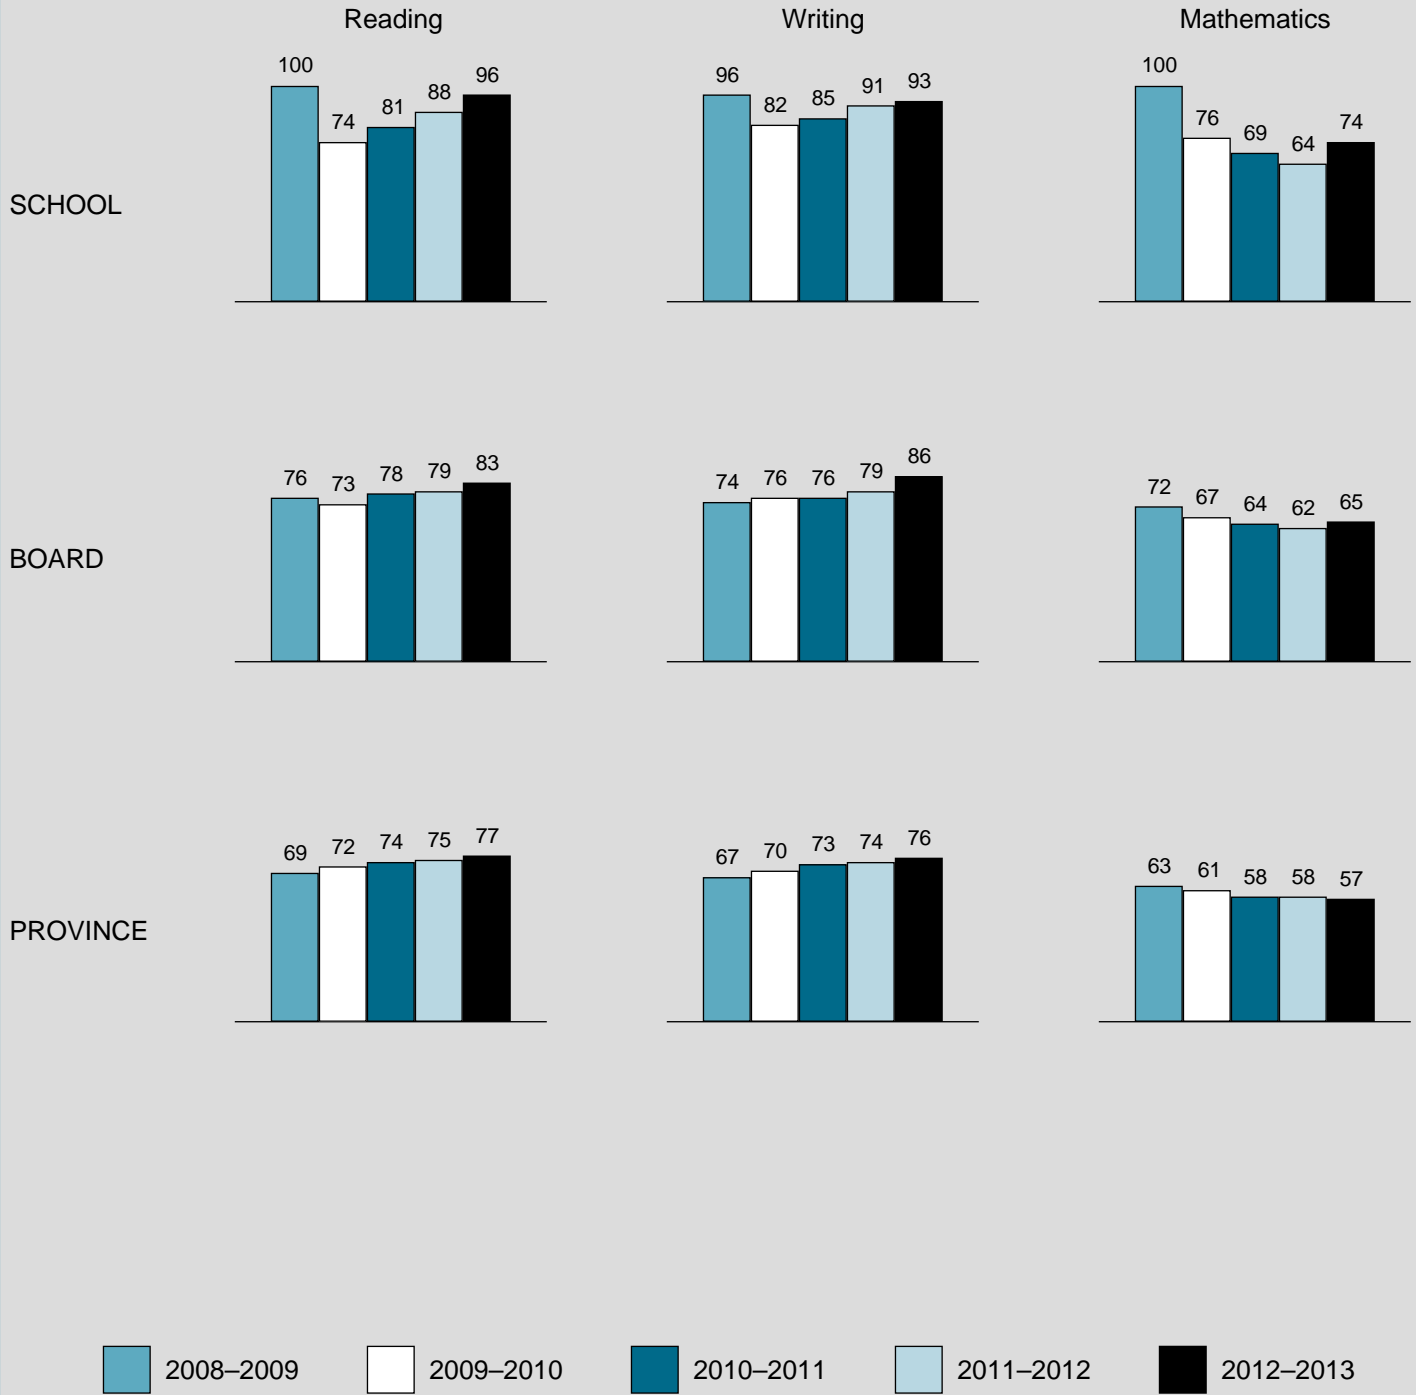 Reading Writing Mathematics
SCHOOL
100 74 81 88 96
96 82 85 91 93
100 76 69 64 74
BOARD
76 73 78 79 83
74 76 76 79 86
72 67 64 62 65
PROVINCE
69 72 74 75 77
67 70 73 74 76
63 61 58 58 57
2008–2009 2009–2010 2010–2011 2011–2012 2012–2013